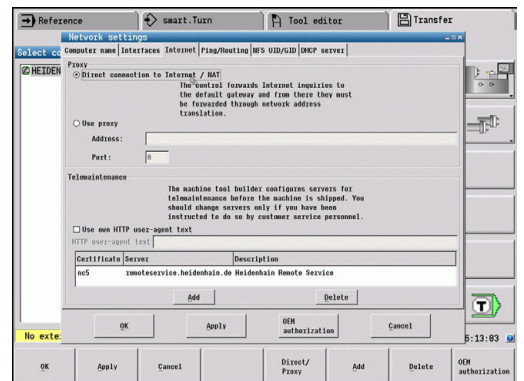 Reference
smart.Turn
Tool editor
Transfer
Network settings
Select co
Computer name Interfaces Internet Ping/Routing NFS UID/GID DHCP server
HEIDEN
Proxy
Direct connection to Internet / NAT
The control forwards Internet inquiries to
the default gateway and from there they must
be forwarded through network address
translation.
Use proxy
Address:
Port: 0
Telemaintenance
The machine tool builder configures servers for
telemaintenance before the machine is shipped. You
should change servers only if you have been
instructed to do so by customer service personnel.
Use own HTTP user-agent text
HTTP user-agent text
Certificate Server Description
nc5 remoteservice.heidenhain.de Heidenhain Remote Service
Add Delete
OK Apply OEM authorization Cancel
T
No exte
5:13:03
OK Apply Cancel Direct/ Proxy Add Delete OEM authorization